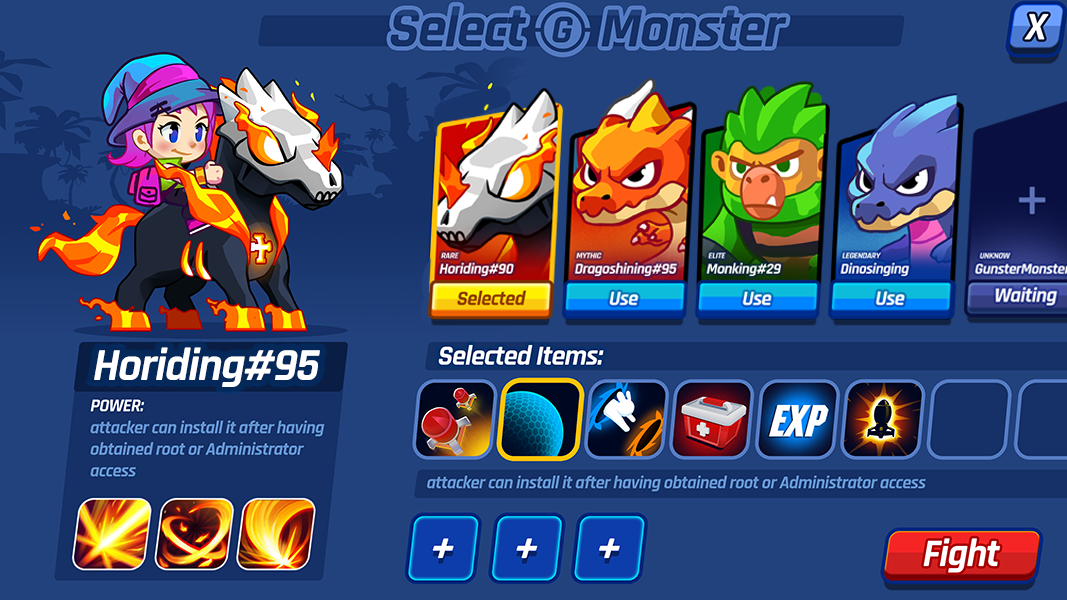 Select G Monster
X
RARE
Horiding#90
Selected
MYTHIC
Dragoshining#95
Use
ELITE
Monking#29
Use
LEGENDARY
Dinosinging
Use
UNKNOW
GunsterMonster
Waiting
Horiding#95
POWER:
attacker can install it after having
obtained root or Administrator
access
Selected Items:
EXP
attacker can install it after having obtained root or Administrator access
Fight